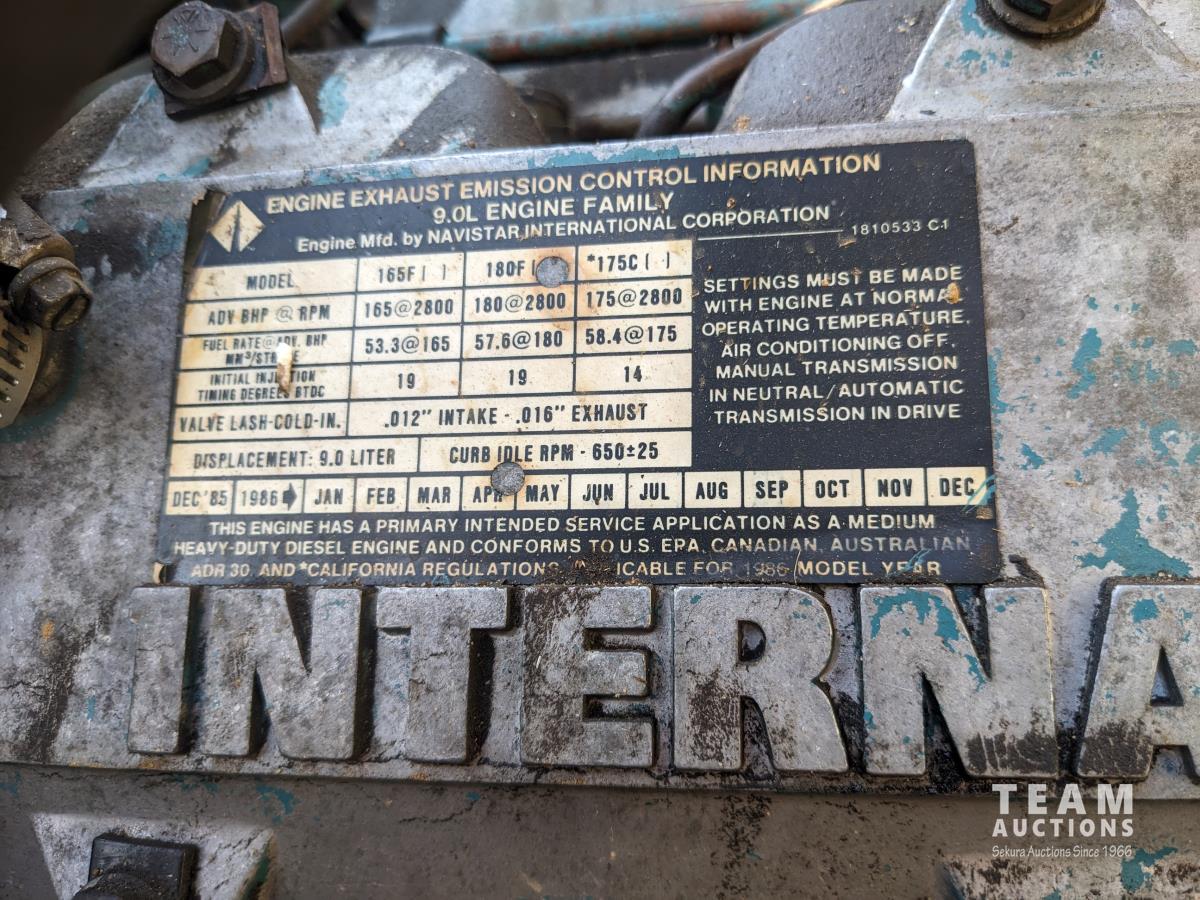 ENGINE EXHAUST EMISSION CONTROL INFORMATION
9.0L ENGINE FAMILY
Engine Mfd. by NAVISTAR INTERNATIONAL CORPORATION
1810533 C-1
MODEL 165F ( ) 180F ( *175C ( )
ADV BHP @ RPM 165@2800 180@2800 175@2800
FUEL RATE @ ADV. BHP 53.3@165 57.6@180 58.4@175
MM³/
INITIAL 19 19 14
TIMING DEGREES BTDC
VALVE LASH-COLD-IN. .012" INTAKE - .016" EXHAUST
DISPLACEMENT: 9.0 LITER CURB IDLE RPM - 650±25
SETTINGS MUST BE MADE
WITH ENGINE AT NORMAL
OPERATING TEMPERATURE,
AIR CONDITIONING OFF,
MANUAL TRANSMISSION
IN NEUTRAL/AUTOMATIC
TRANSMISSION IN DRIVE
DEC '85 1986 JAN FEB MAR APR MAY JUN JUL AUG SEP OCT NOV DEC
THIS ENGINE HAS A PRIMARY INTENDED SERVICE APPLICATION AS A MEDIUM
HEAVY-DUTY DIESEL ENGINE AND CONFORMS TO U.S. EPA, CANADIAN, AUSTRALIAN
ADR 30, AND *CALIFORNIA REGULATIONS FOR 1986 MODEL YEAR
INTERNA
TEAM
AUCTIONS
Sekura Auctions Since 1966